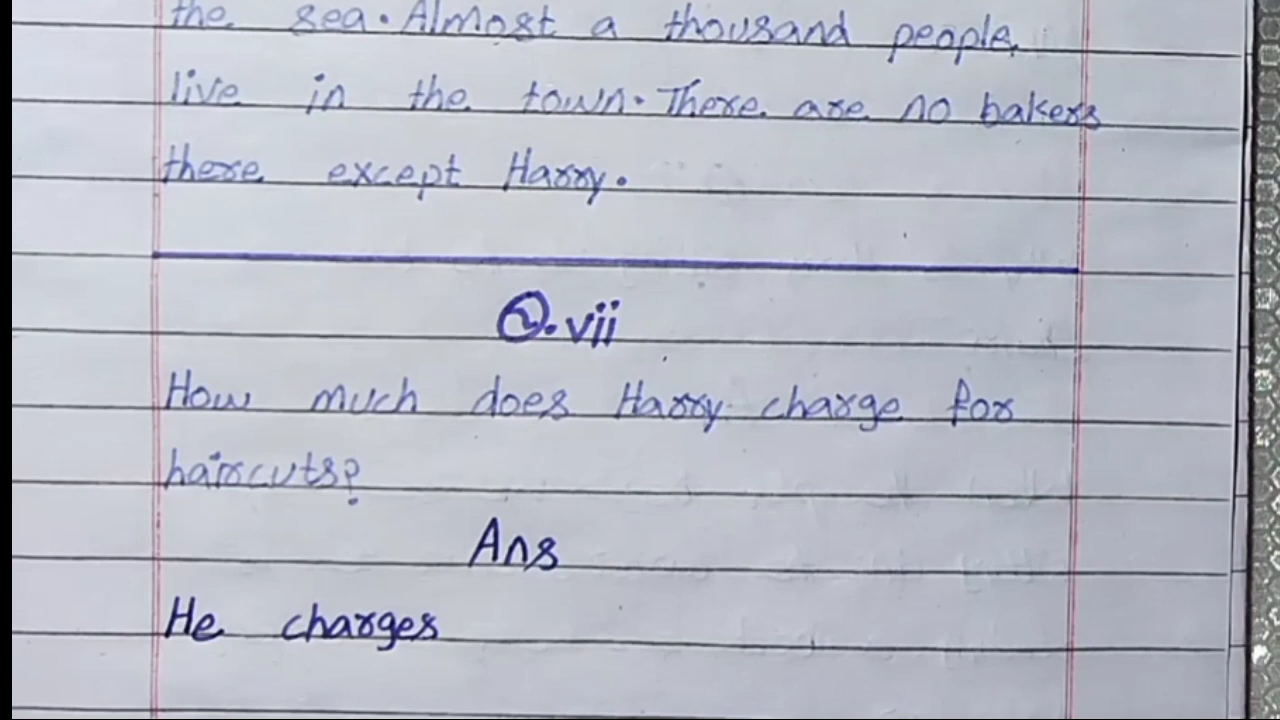 the sea. Almost a thousand people
live in the town. There are no bakers
there except Harry.
Q.vii
How much does Harry charge for
haircuts?
Ans
He charges